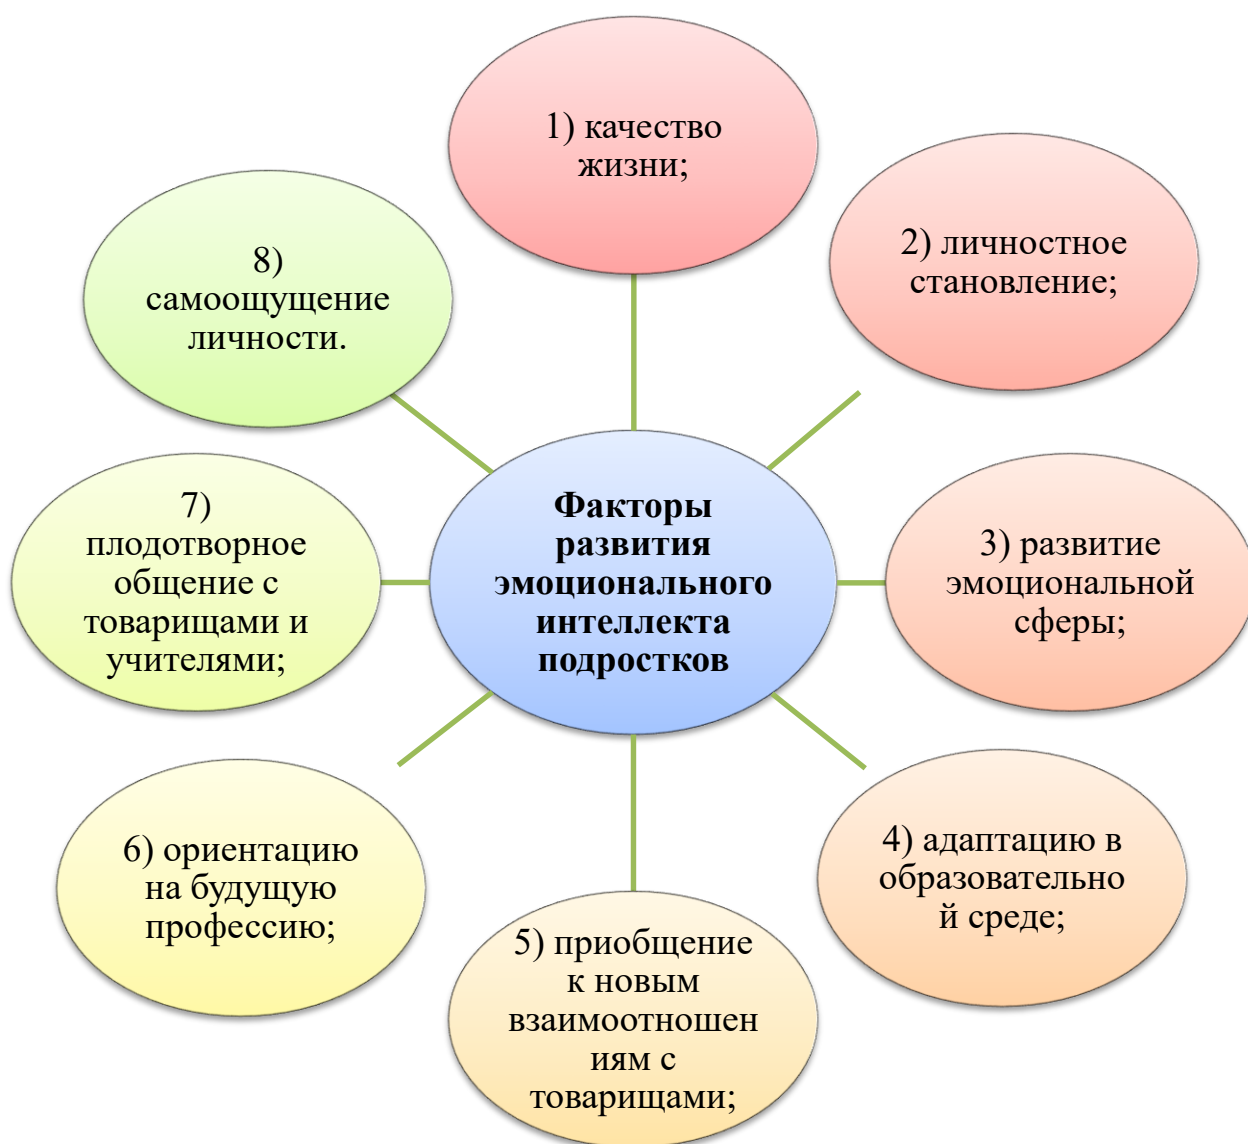 1) качество
жизни;
2) личностное
становление;
3) развитие
эмоциональной
сферы;
4) адаптацию в
образовательно
й среде;
5) приобщение
к новым
взаимоотношен
иям с
товарищами;
6) ориентацию
на будущую
профессию;
7)
плодотворное
общение с
товарищами и
учителями;
8)
самоощущение
личности.
Факторы
развития
эмоционального
интеллекта
подростков